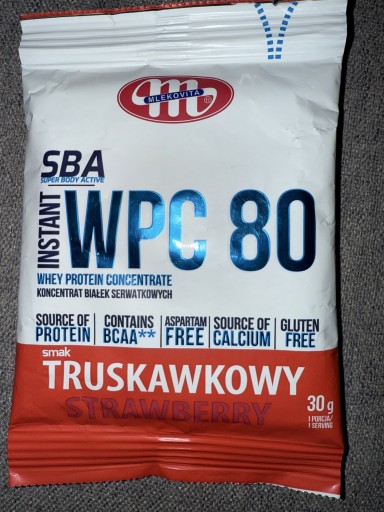 MLEKOVITA
®
SBA
SUPER BODY ACTIVE
INSTANT
WPC 80
WHEY PROTEIN CONCENTRATE
KONCENTRAT BIAŁEK SERWATKOWYCH
SOURCE OF PROTEIN
CONTAINS BCAA**
ASPARTAM FREE
SOURCE OF CALCIUM
GLUTEN FREE
smak
TRUSKAWKOWY
STRAWBERRY
30 g
1 PORCJA/
1 SERVING